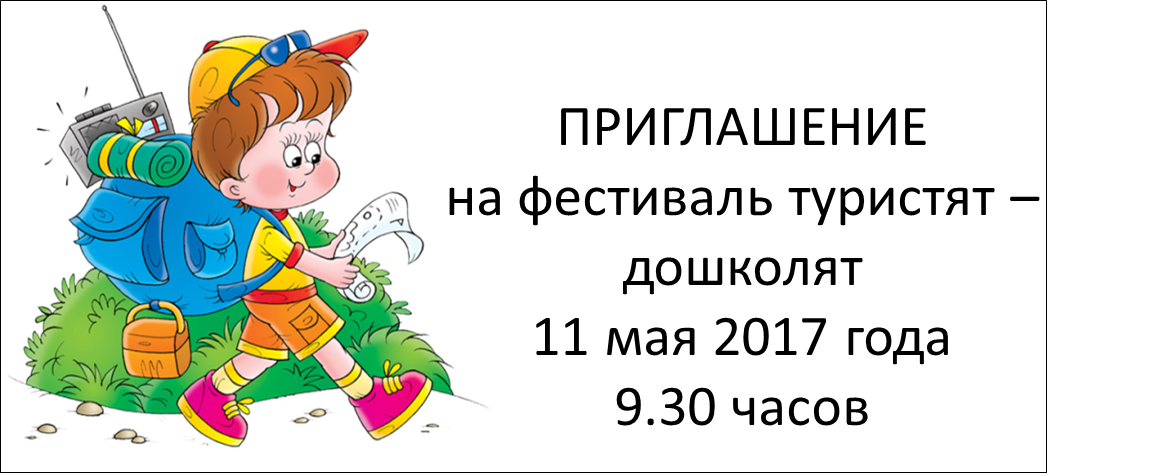 ПРИГЛАШЕНИЕ
на фестиваль туристят –
дошколят
11 мая 2017 года
9.30 часов